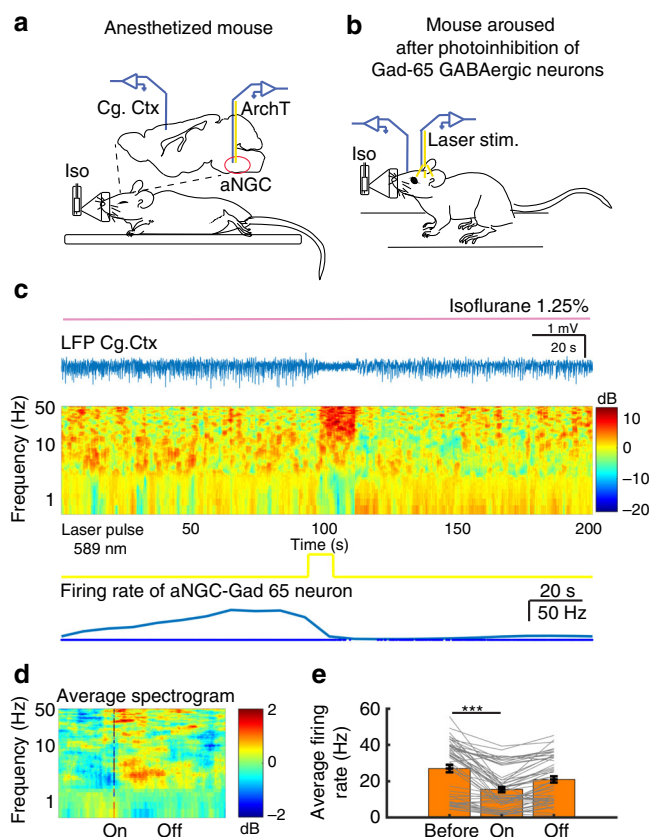 a
Anesthetized mouse
Cg. Ctx
ArchT
Iso
aNGC
b
Mouse aroused
after photoinhibition of
Gad-65 GABAergic neurons
Laser stim.
Iso
c
Isoflurane 1.25%
1 mV
20 s
LFP Cg.Ctx
Frequency (Hz)
50
10
1
dB
10
0
−10
−20
50 100 150 200
Time (s)
Laser pulse
589 nm
Firing rate of aNGC-Gad 65 neuron
20 s
50 Hz
d
Average spectrogram
Frequency (Hz)
50
10
1
On Off
2
0
−2
dB
e
Average firing
rate (Hz)
60
40
20
0
***
Before On Off